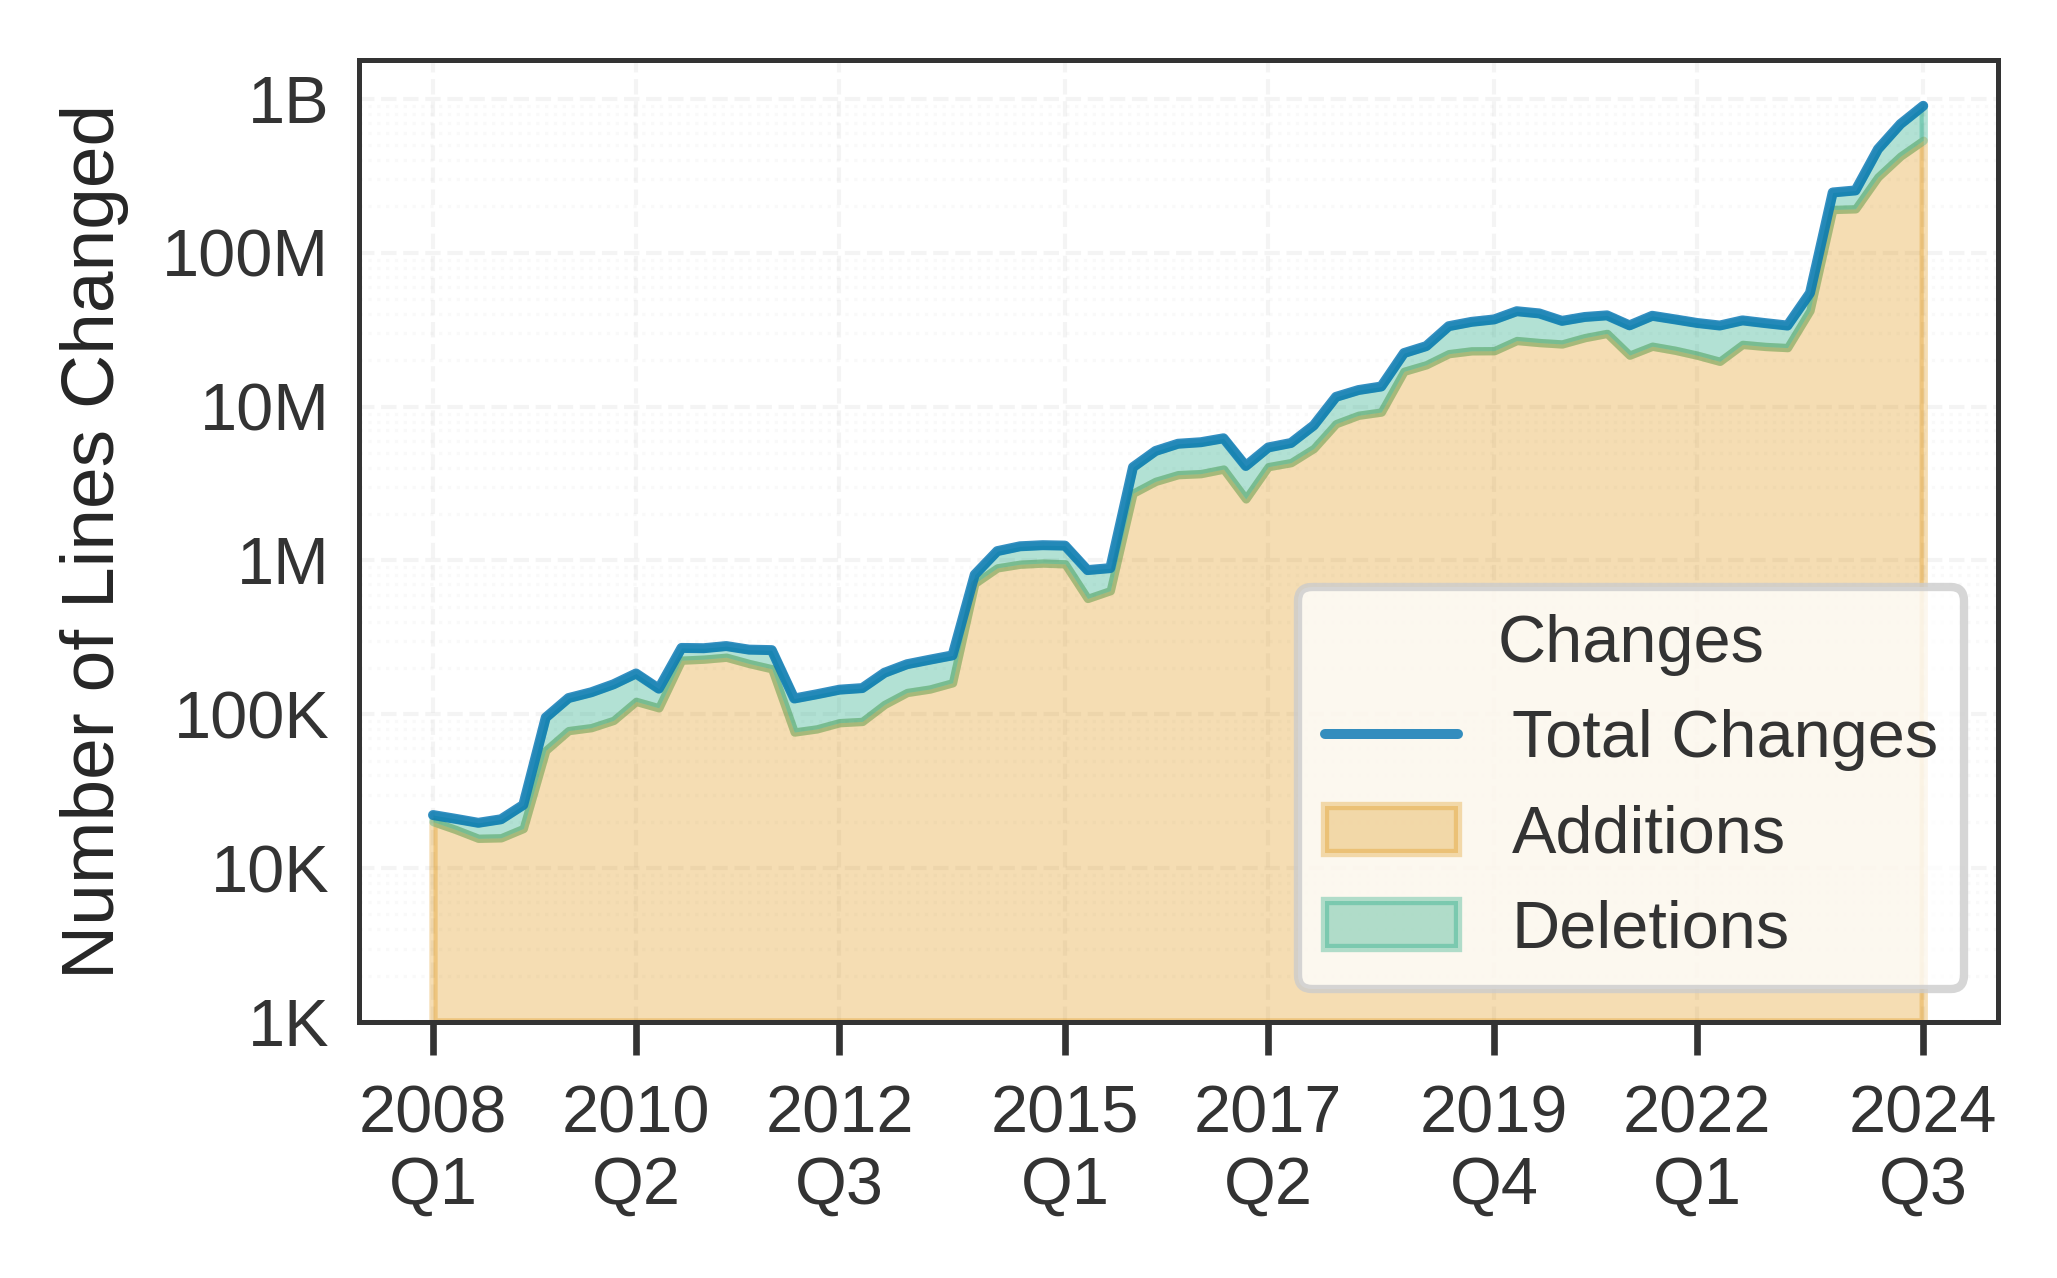 Number of Lines Changed
1B
100M
10M
1M
100K
10K
1K
Changes
Total Changes
Additions
Deletions
2008 2010 2012 2015 2017 2019 2022 2024
Q1 Q2 Q3 Q1 Q2 Q4 Q1 Q3